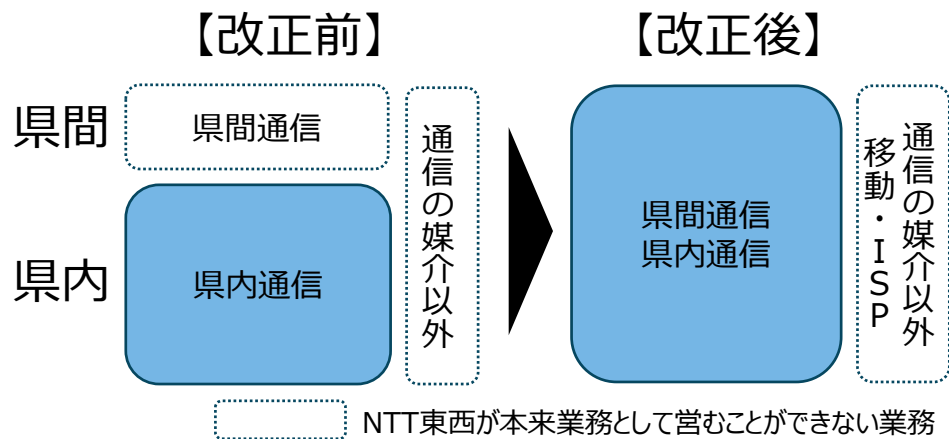 【改正前】
【改正後】
県間
県間通信
県内
県内通信
通信の媒介以外
県間通信
県内通信
通信の媒介以外
移動・ISP
NTT東西が本来業務として営むことができない業務